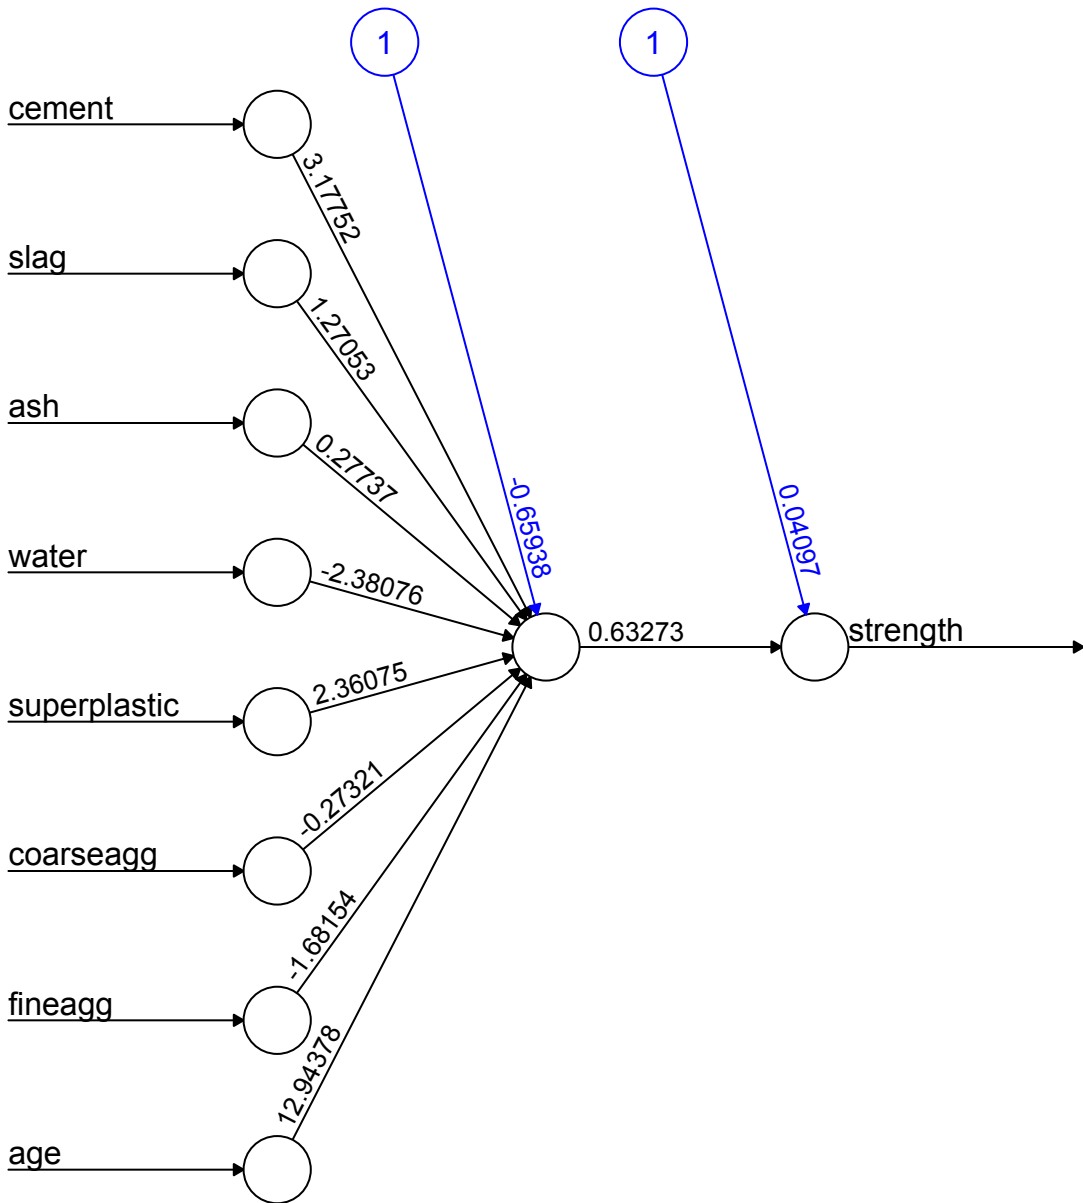 1
1
cement
3.17752
slag
1.27053
ash
0.27737
water
-2.38076
-0.65938
0.04097
superplastic
2.36075
0.63273
strength
coarseagg
-0.27321
fineagg
-1.68154
age
12.94378